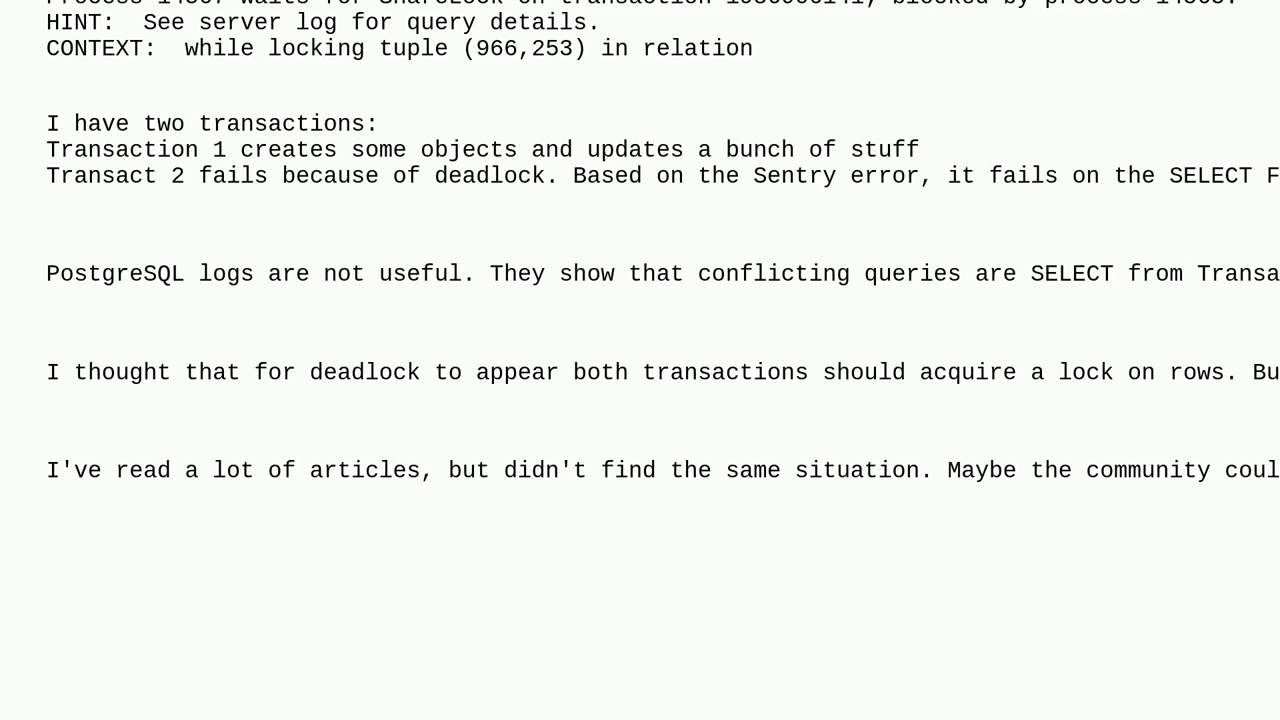 HINT:  See server log for query details.
CONTEXT:  while locking tuple (966,253) in relation
I have two transactions:
Transaction 1 creates some objects and updates a bunch of stuff
Transact 2 fails because of deadlock. Based on the Sentry error, it fails on the SELECT
PostgreSQL logs are not useful. They show that conflicting queries are SELECT from
I thought that for deadlock to appear both transactions should acquire a lock on rows.
I've read a lot of articles, but didn't find the same situation. Maybe the community